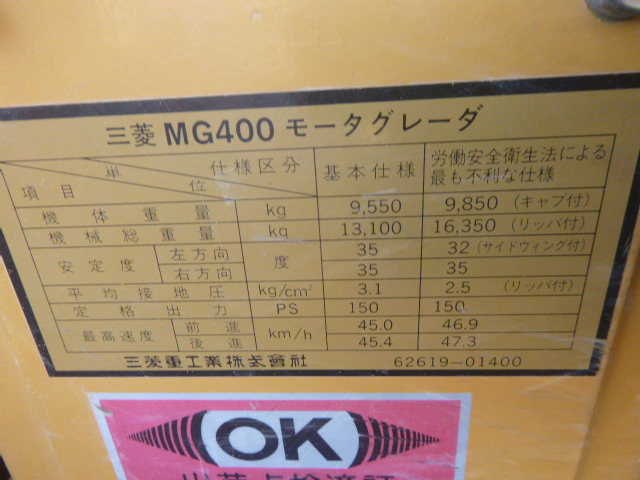 三菱 MG400 モータグレーダ
項目 単位 仕様区分 基本仕様 労働安全衛生法による最も不利な仕様
機体重量 kg 9,550 9,850 (キャブ付)
機械総重量 kg 13,100 16,350 (リッパ付)
安定度 左方向 度 35 32 (サイドウィング付)
右方向 35 35
平均接地圧 kg/cm² 3.1 2.5 (リッパ付)
定格出力 PS 150 150
最高速度 前進 km/h 45.0 46.9
後進 45.4 47.3
三菱重工業株式会社 62619-01400
OK